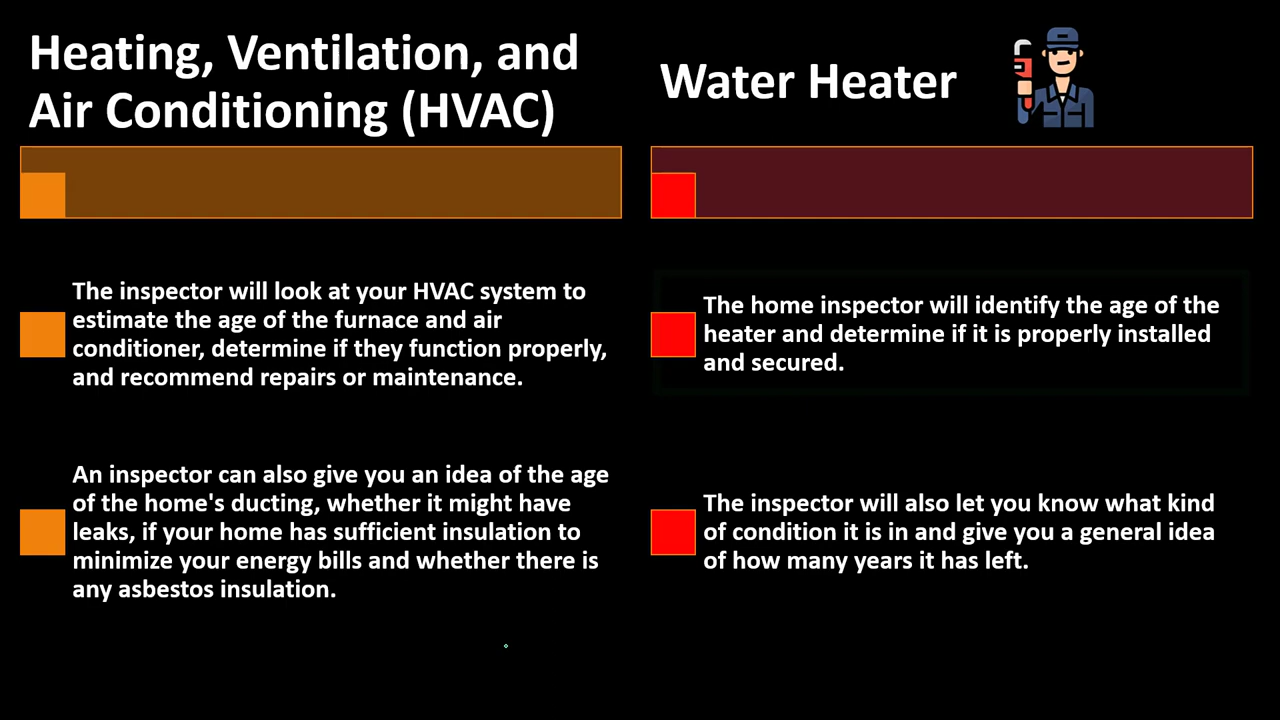 Heating, Ventilation, and
Air Conditioning (HVAC)
The inspector will look at your HVAC system to
estimate the age of the furnace and air
conditioner, determine if they function properly,
and recommend repairs or maintenance.
An inspector can also give you an idea of the age
of the home's ducting, whether it might have
leaks, if your home has sufficient insulation to
minimize your energy bills and whether there is
any asbestos insulation.
Water Heater
The home inspector will identify the age of the
heater and determine if it is properly installed
and secured.
The inspector will also let you know what kind
of condition it is in and give you a general idea
of how many years it has left.